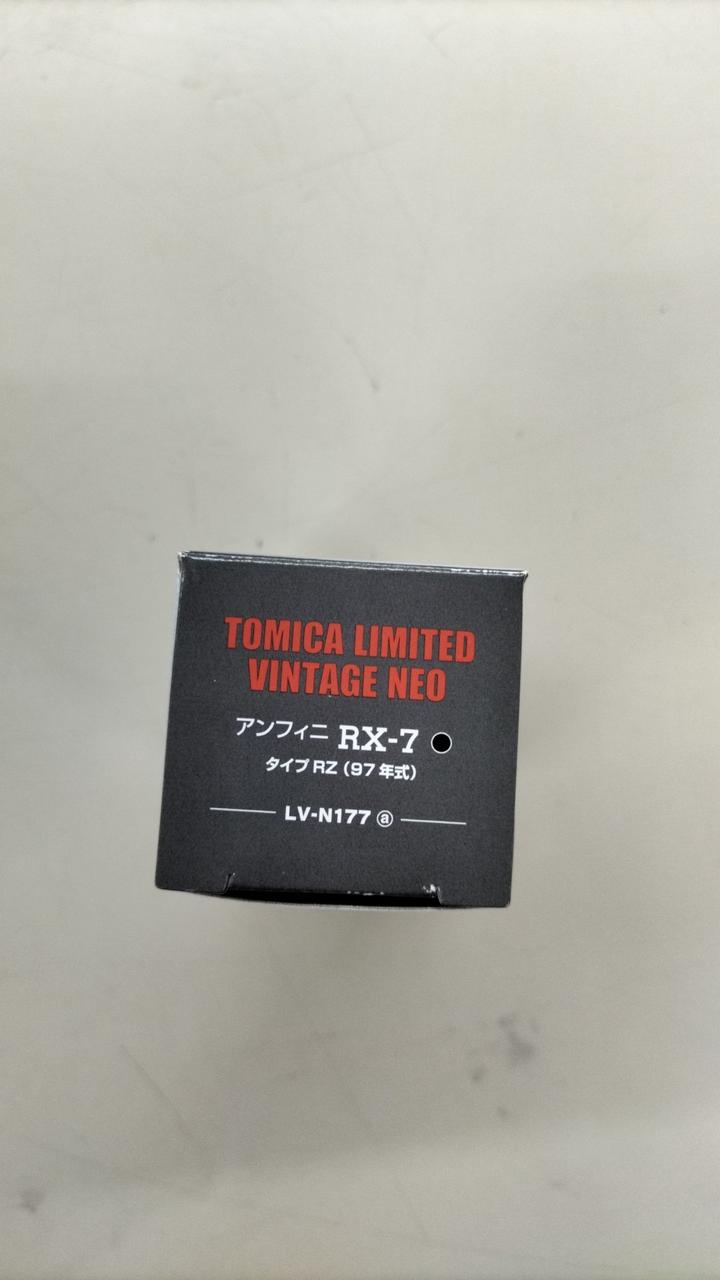 TOMICA LIMITED
VINTAGE NEO
アンフィニ RX-7 ●
タイプRZ（97年式）
LV-N177 ⓐ